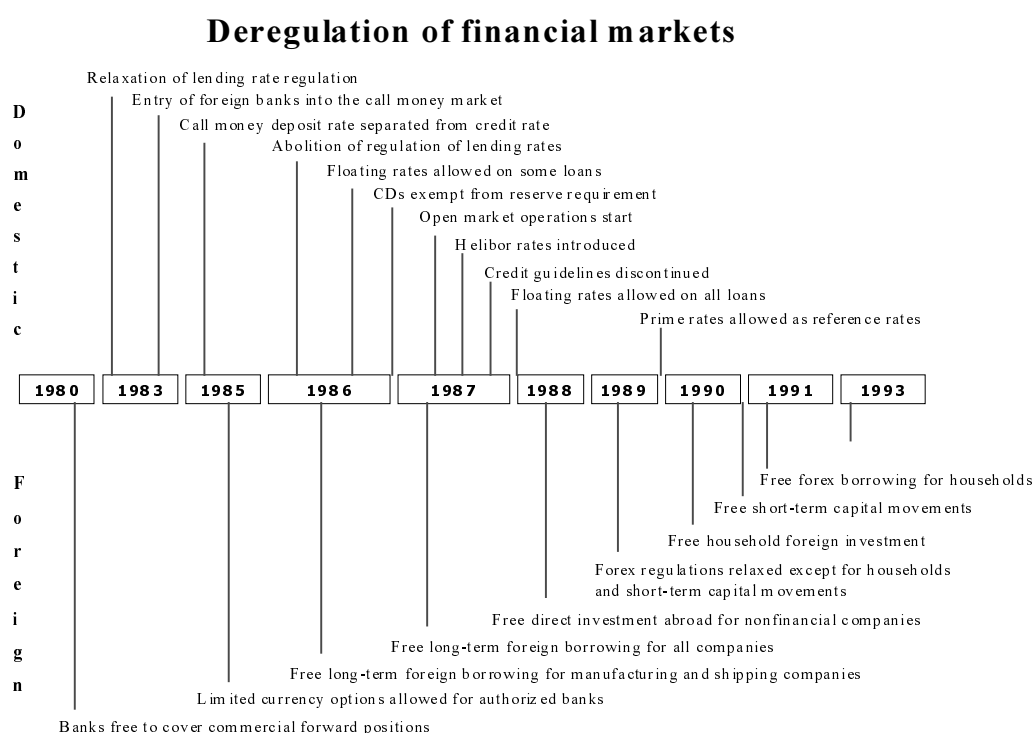 Deregulation of financial markets
Relaxation of lending rate regulation
Entry of foreign banks into the call money market
Call money deposit rate separated from credit rate
Abolition of regulation of lending rates
Floating rates allowed on some loans
CDs exempt from reserve requirement
Open market operations start
Helibor rates introduced
Credit guidelines discontinued
Floating rates allowed on all loans
Prime rates allowed as reference rates
Domestic
1980 1983 1985 1986 1987 1988 1989 1990 1991 1993
Foreign
Free forex borrowing for households
Free short-term capital movements
Free household foreign investment
Forex regulations relaxed except for households
and short-term capital movements
Free direct investment abroad for nonfinancial companies
Free long-term foreign borrowing for all companies
Free long-term foreign borrowing for manufacturing and shipping companies
Limited currency options allowed for authorized banks
Banks free to cover commercial forward positions